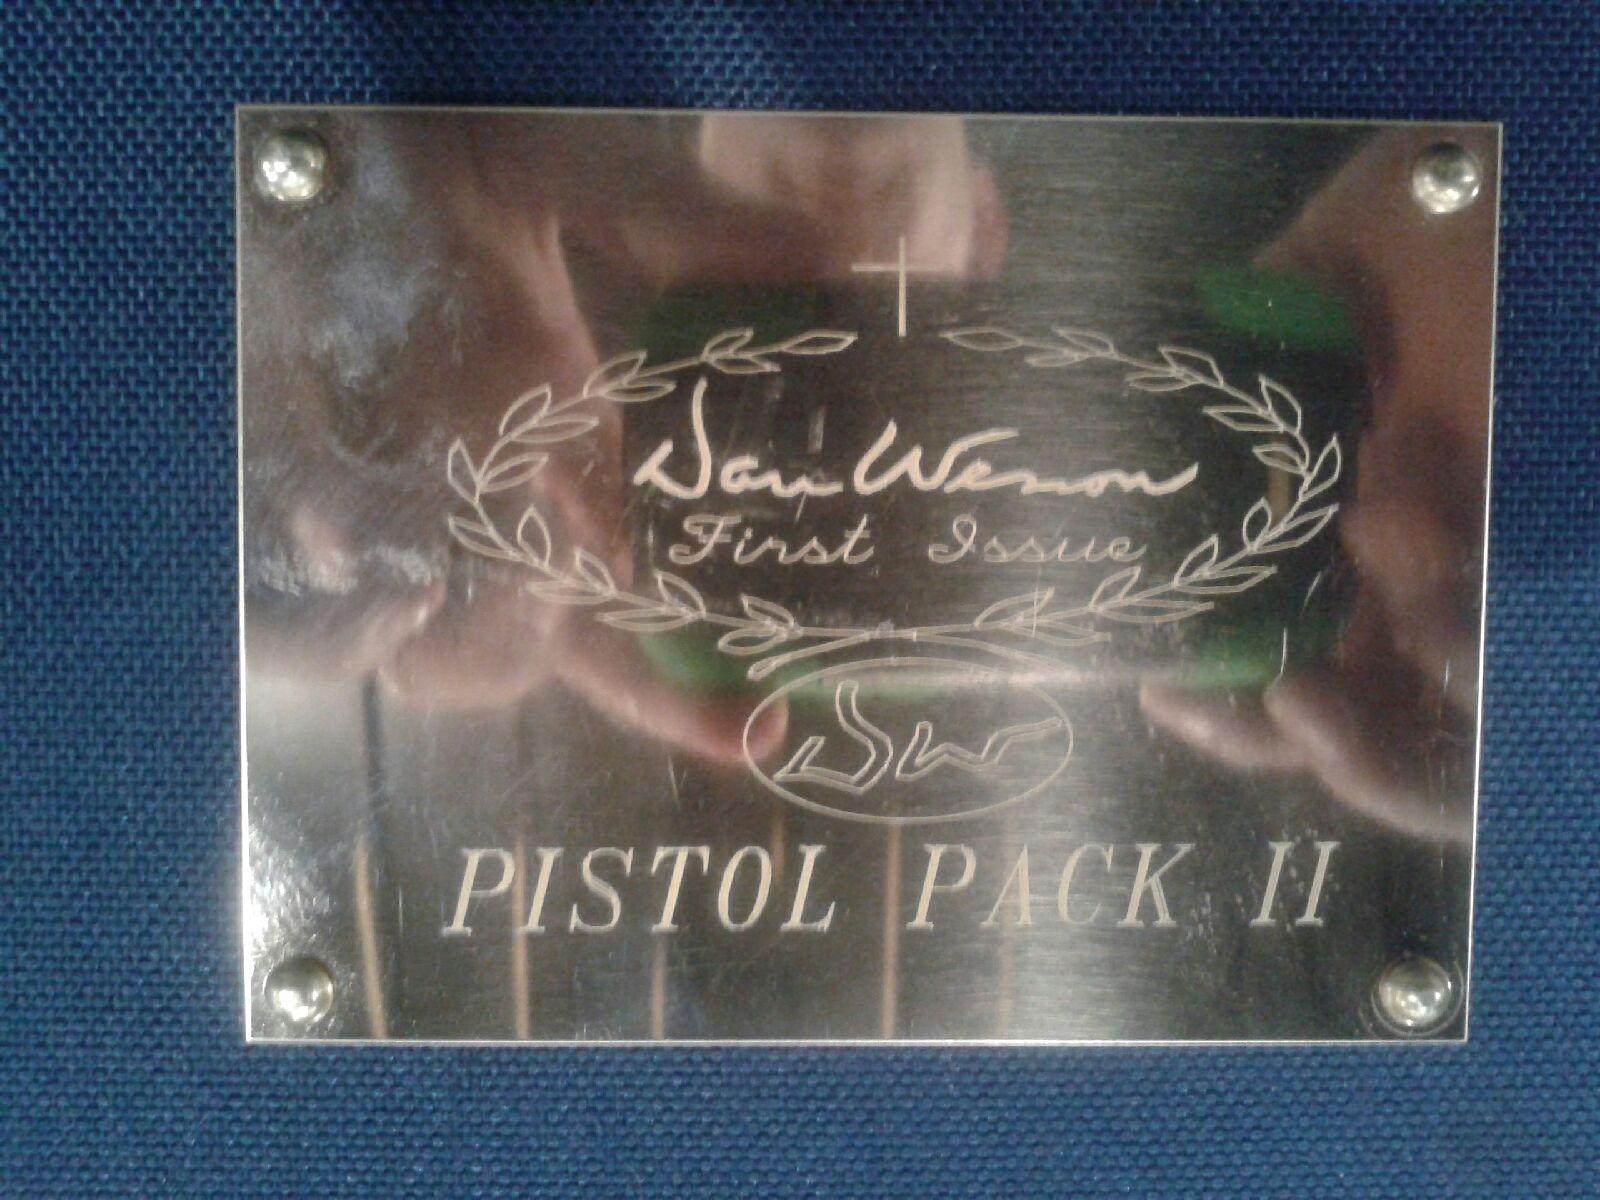 Dan Wesson
First Issue
DW
PISTOL PACK II